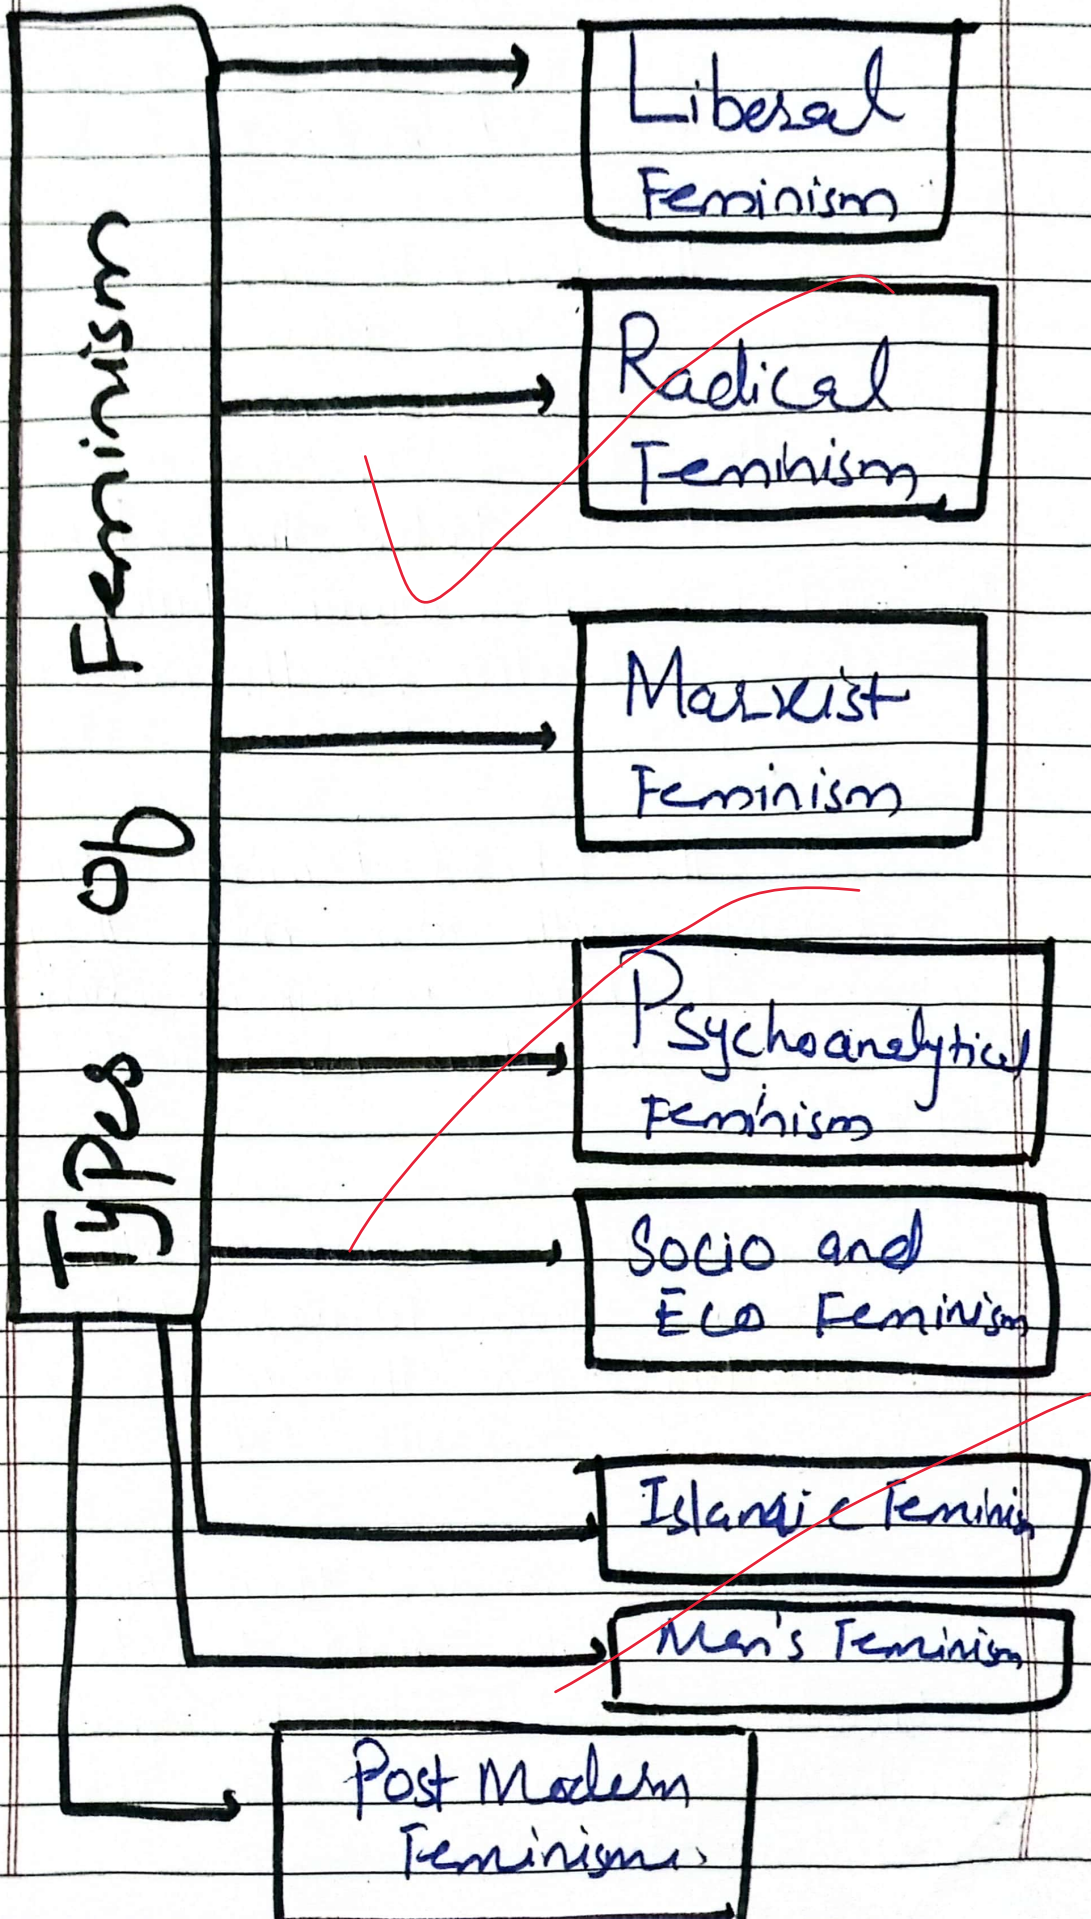 Types of Feminism
Liberal
Feminism
Radical
Feminism
Marxist
Feminism
Psychoanalytical
Feminism
Socio and
Eco Feminism
Islamic Feminism
Men's Feminism
Post Modern
Feminism